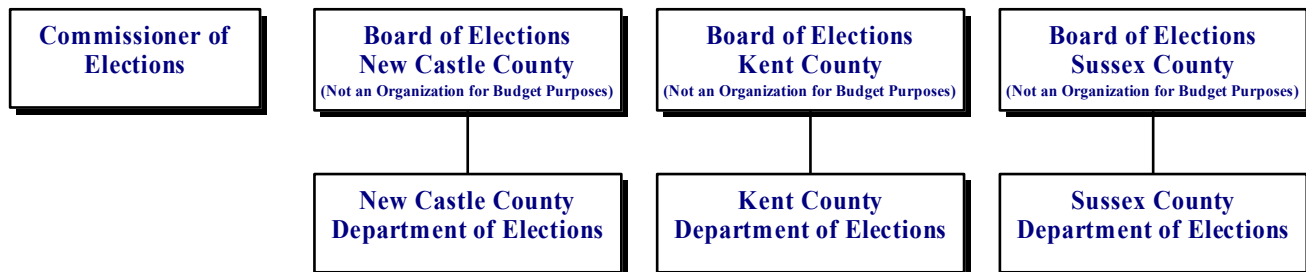 Commissioner of
Elections
Board of Elections
New Castle County
(Not an Organization for Budget Purposes)
Board of Elections
Kent County
(Not an Organization for Budget Purposes)
Board of Elections
Sussex County
(Not an Organization for Budget Purposes)
New Castle County
Department of Elections
Kent County
Department of Elections
Sussex County
Department of Elections